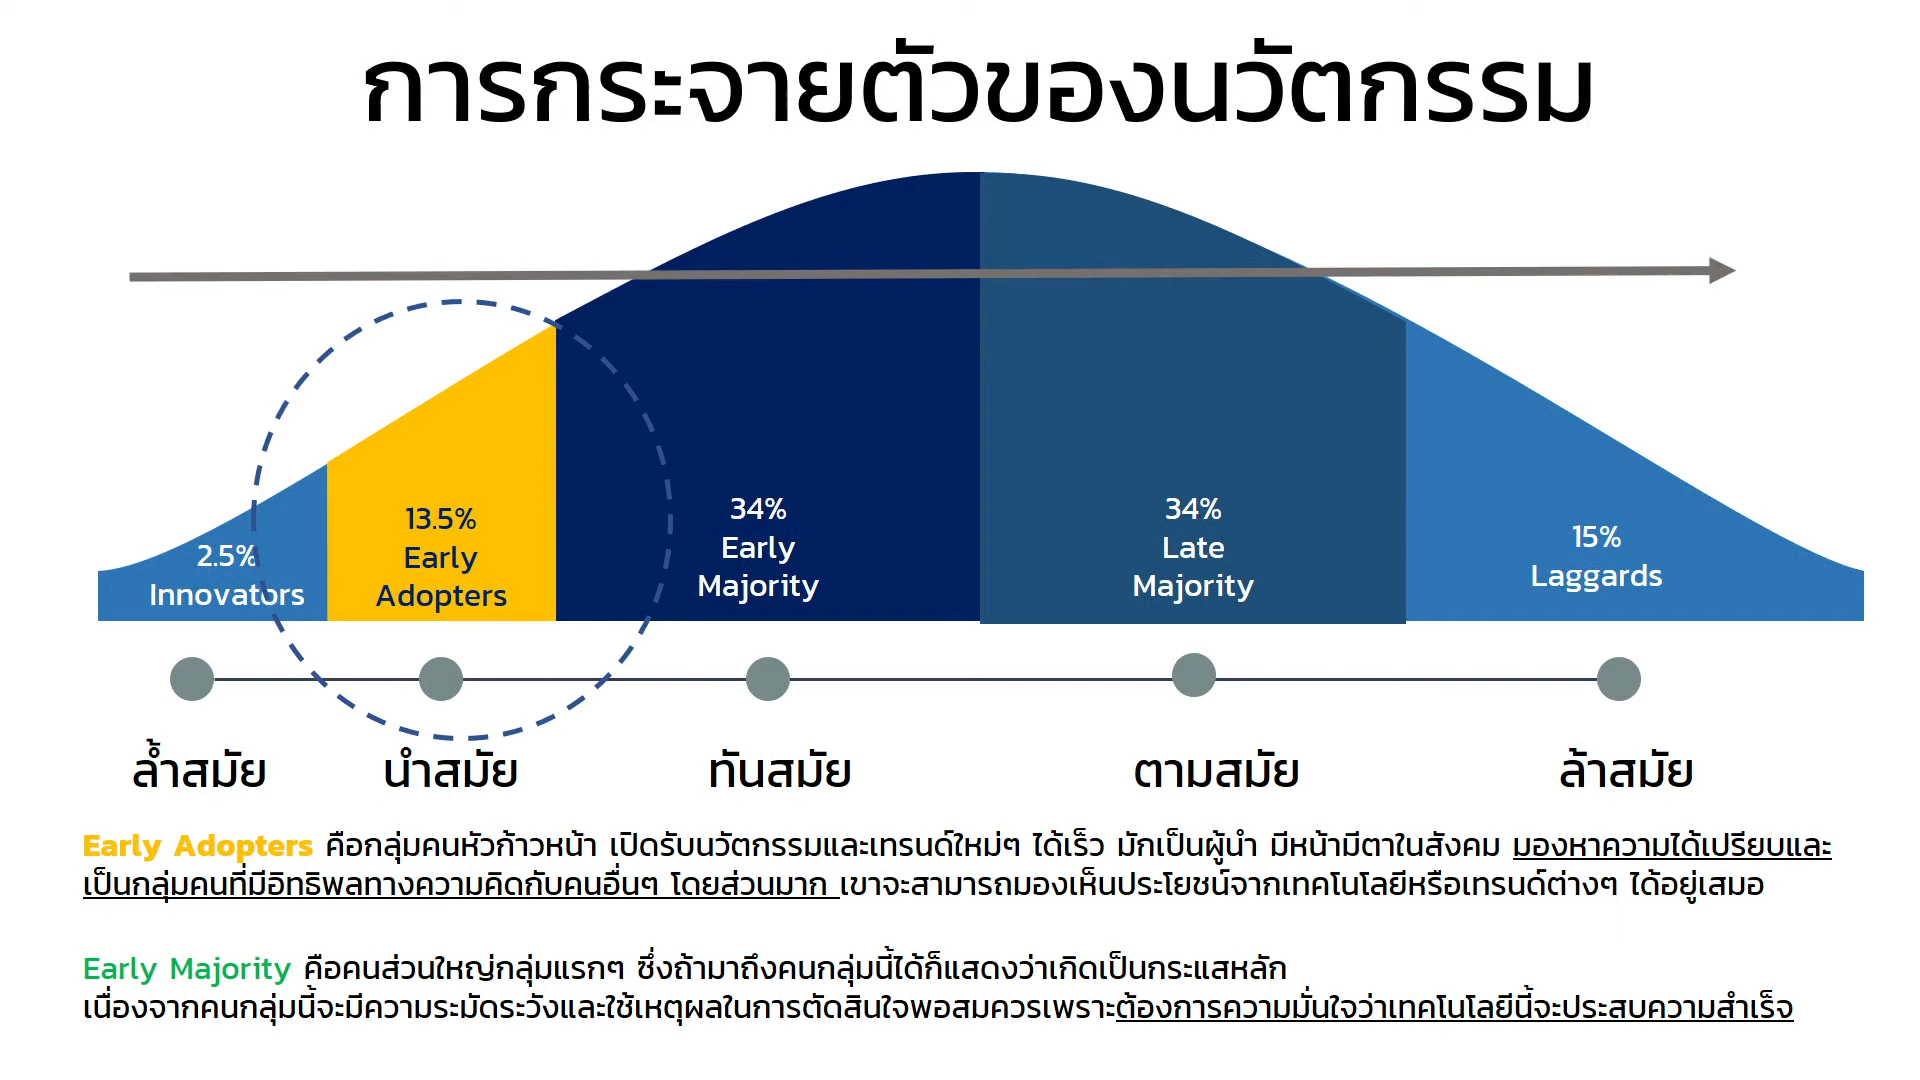 การกระจายตัวของนวัตกรรม
2.5%
Innovators
13.5%
Early
Adopters
34%
Early
Majority
34%
Late
Majority
15%
Laggards
ล้ำสมัย
นำสมัย
ทันสมัย
ตามสมัย
ล้าสมัย
Early Adopters คือกลุ่มคนหัวก้าวหน้า เปิดรับนวัตกรรมและเทรนด์ใหม่ๆ ได้เร็ว มักเป็นผู้นำ มีหน้ามีตาในสังคม มองหาความได้เปรียบและ
เป็นกลุ่มคนที่มีอิทธิพลทางความคิดกับคนอื่นๆ โดยส่วนมาก เขาจะสามารถมองเห็นประโยชน์จากเทคโนโลยีหรือเทรนด์ต่างๆ ได้อยู่เสมอ
Early Majority คือคนส่วนใหญ่กลุ่มแรกๆ ซึ่งถ้ามาถึงคนกลุ่มนี้ได้ก็แสดงว่าเกิดเป็นกระแสหลัก
เนื่องจากคนกลุ่มนี้จะมีความระมัดระวังและใช้เหตุผลในการตัดสินใจพอสมควรเพราะต้องการความมั่นใจว่าเทคโนโลยีนี้จะประสบความสำเร็จ